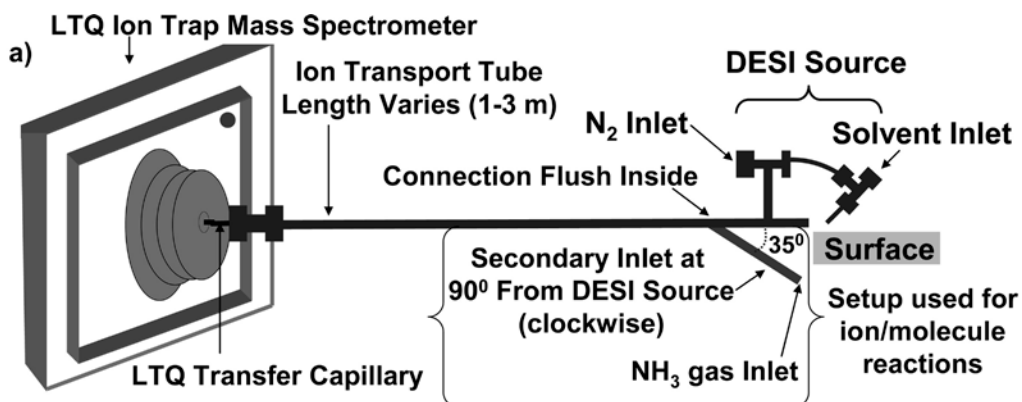 LTQ Ion Trap Mass Spectrometer
a)
Ion Transport Tube
Length Varies (1-3 m)
DESI Source
N₂ Inlet
Solvent Inlet
Connection Flush Inside
35⁰
Surface
Secondary Inlet at
90⁰ From DESI Source
(clockwise)
Setup used for
ion/molecule
reactions
LTQ Transfer Capillary
NH₃ gas Inlet